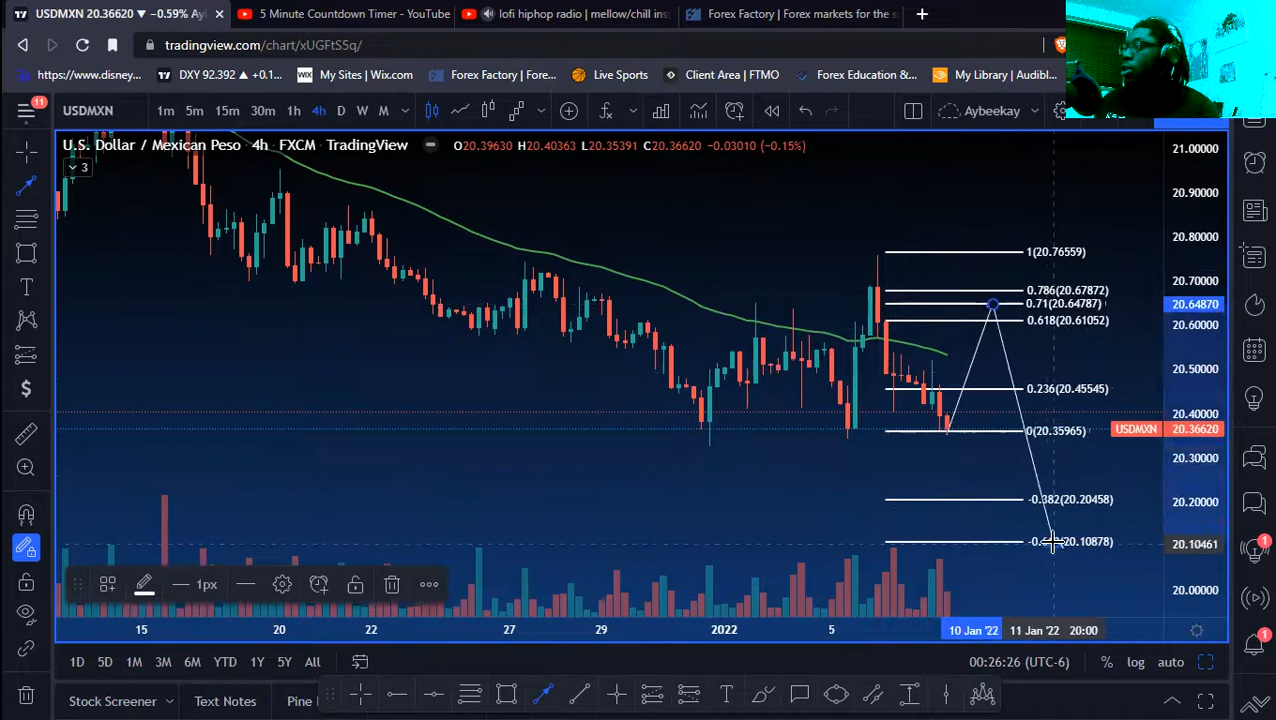 USDMXN 20.36620 ▼ −0.59% Ay
5 Minute Countdown Timer - YouTube
lofi hiphop radio | mellow/chill ins
Forex Factory | Forex markets for the s
tradingview.com/chart/xUGFtS5q/
https://www.disney...
DXY 92.392 ▲ +0.1...
My Sites | Wix.com
Forex Factory | Fore...
Live Sports
Client Area | FTMO
Forex Education &...
My Library | Audibl...
11
USDMXN
1m 5m 15m 30m 1h 4h D W M
Aybeekay
U.S. Dollar / Mexican Peso · 4h · FXCM · TradingView
O20.39630 H20.40363 L20.35391 C20.36620 −0.03010 (−0.15%)
3
21.00000
20.90000
20.80000
1(20.76559)
20.70000
0.786(20.67872)
0.71(20.64787)
20.64870
0.618(20.61052)
20.60000
20.50000
0.236(20.45545)
20.40000
0(20.35965)
USDMXN 20.36620
20.30000
-0.382(20.20458)
20.20000
20.10878)
20.10461
20.00000
1px
15 20 22 27 29 2022 5 10 Jan '22 11 Jan '22 20:00
1D 5D 1M 3M 6M YTD 1Y 5Y All
00:26:26 (UTC-6) % log auto
Stock Screener
Text Notes
Pine
1
1